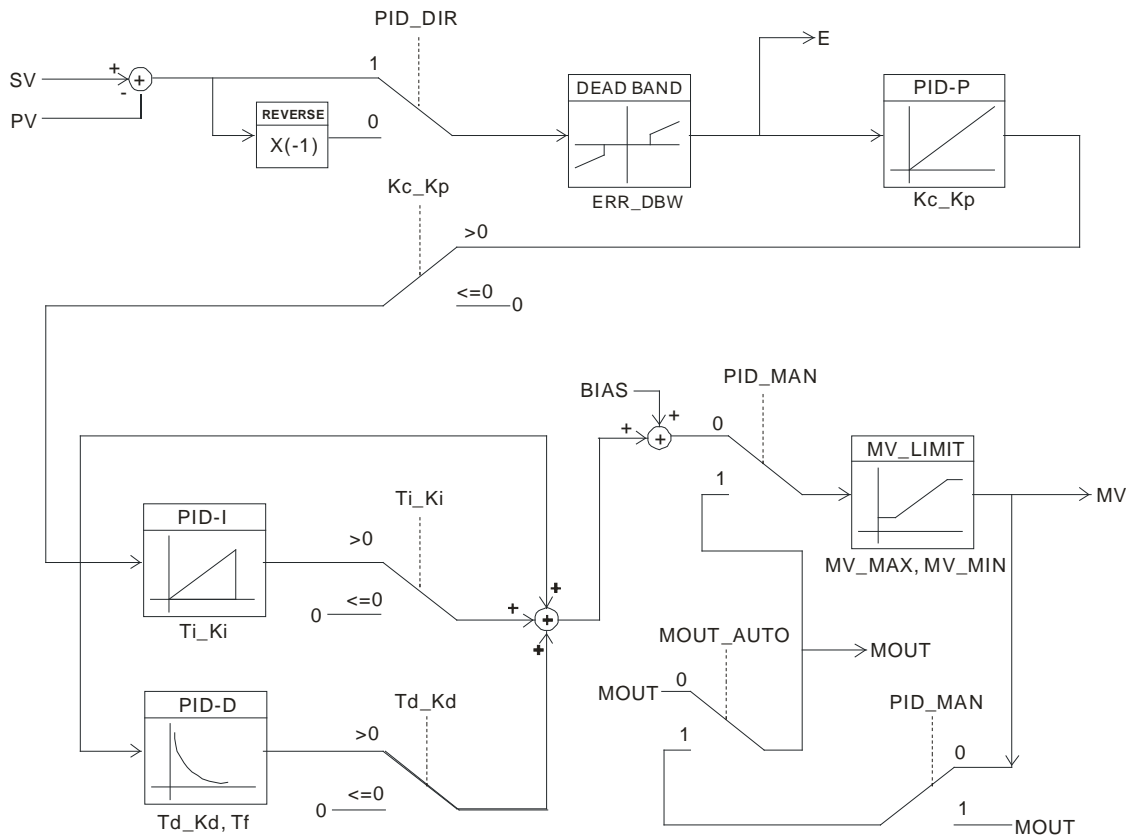 PID_DIR
E
SV
+
+
-
PV
1
0
REVERSE
X(-1)
DEAD BAND
ERR_DBW
PID-P
Kc_Kp
Kc_Kp
>0
<=0
0
BIAS
+
+
+
PID_MAN
0
1
MV_LIMIT
MV_MAX, MV_MIN
MV
PID-I
Ti_Ki
Ti_Ki
>0
<=0
0
+
+
+
+
MOUT_AUTO
MOUT
0
1
MOUT
PID_MAN
0
1
MOUT
PID-D
Td_Kd, Tf
Td_Kd
>0
<=0
0